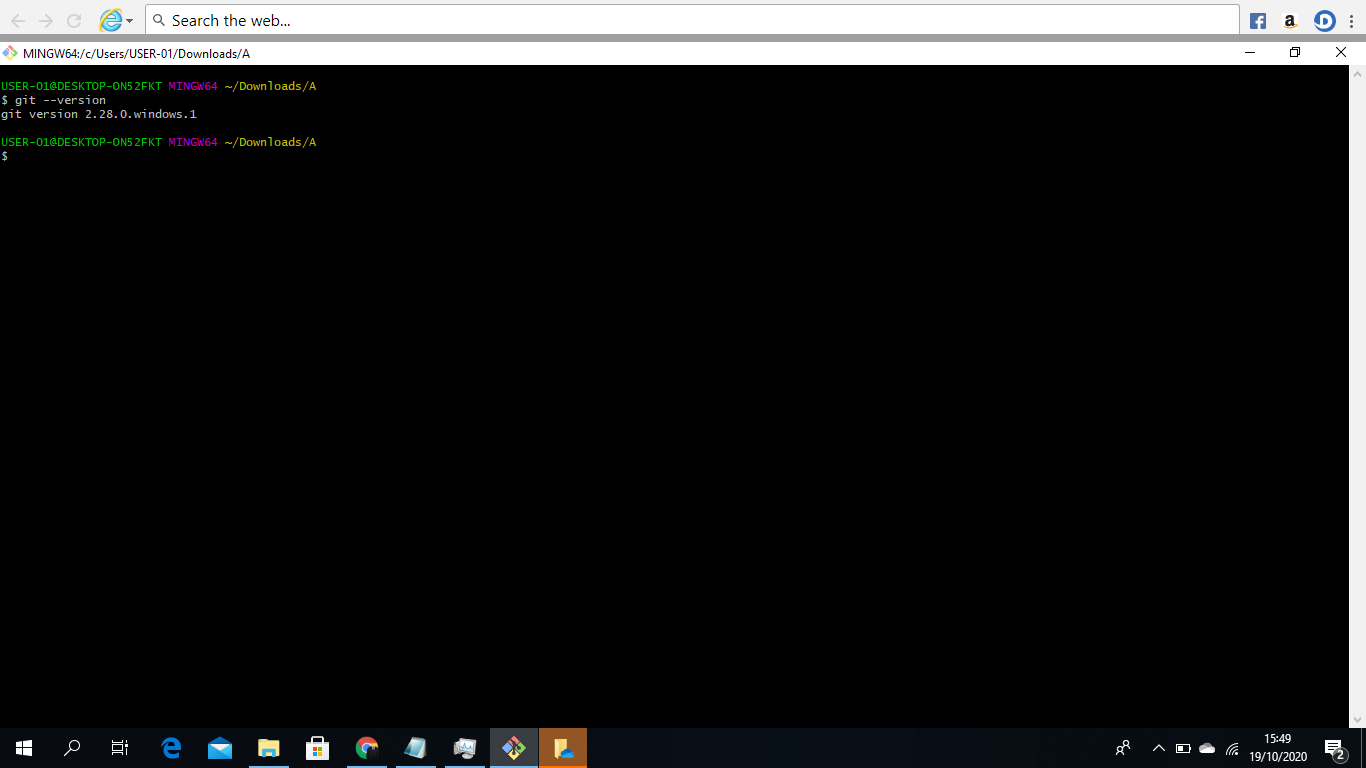 Search the web...
MINGW64:/c/Users/USER-01/Downloads/A
USER-01@DESKTOP-ON52FKT MINGW64 ~/Downloads/A
$ git --version
git version 2.28.0.windows.1
USER-01@DESKTOP-ON52FKT MINGW64 ~/Downloads/A
$
15:49
19/10/2020
2